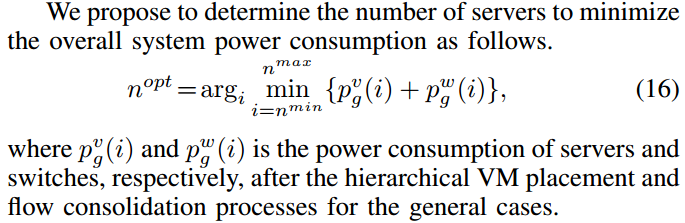 We propose to determine the number of servers to minimize
the overall system power consumption as follows.
n^{opt} = arg_i \min_{i=n^{min}}^{n^{max}} {p_g^v(i) + p_g^w(i)}, (16)
where p_g^v(i) and p_g^w(i) is the power consumption of servers and
switches, respectively, after the hierarchical VM placement and
flow consolidation processes for the general cases.